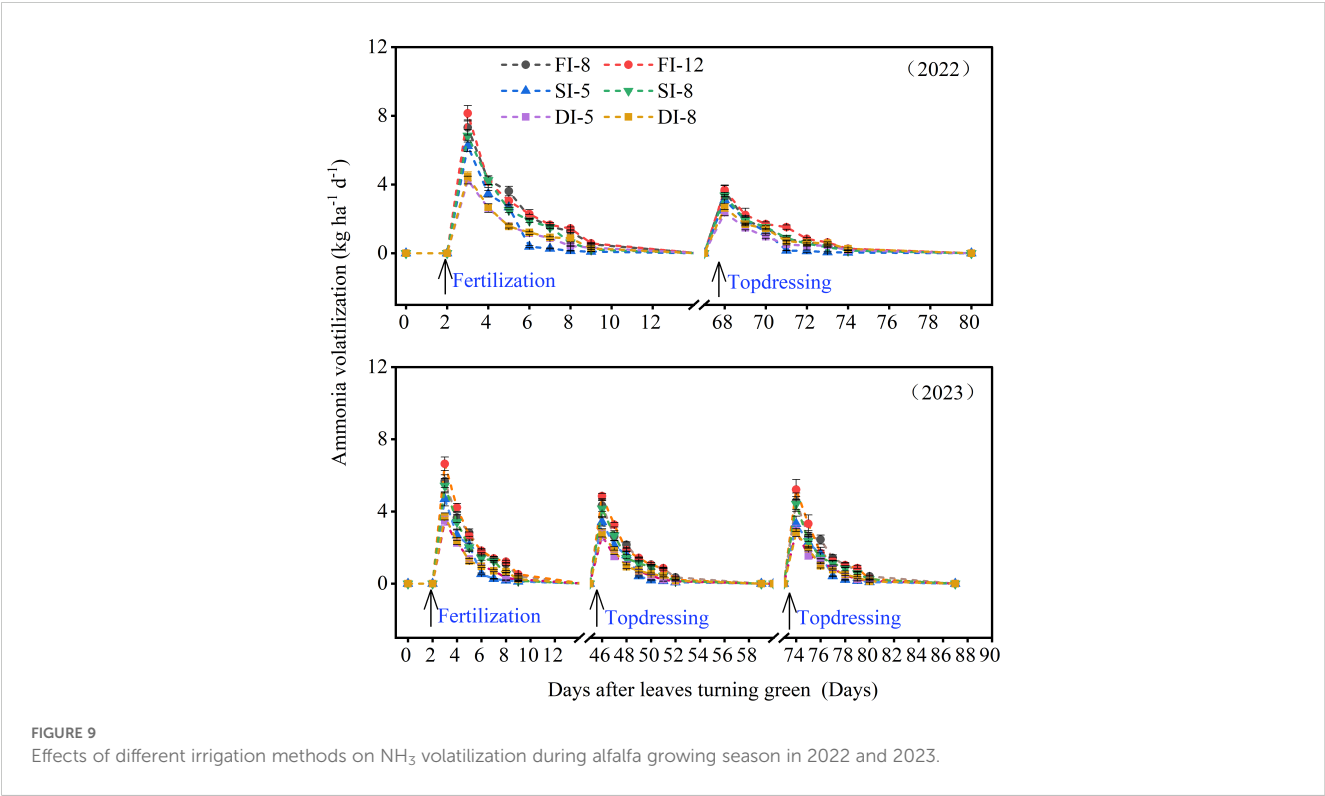 Ammonia volatilization (kg ha⁻¹ d⁻¹)
12
8
4
0
FI-8 FI-12
SI-5 SI-8
DI-5 DI-8
（2022）
Fertilization
Topdressing
0 2 4 6 8 10 12 68 70 72 74 76 78 80
12
8
4
0
（2023）
Fertilization
Topdressing
Topdressing
0 2 4 6 8 10 12 46 48 50 52 54 56 58 74 76 78 80 82 84 86 88 90
Days after leaves turning green (Days)
FIGURE 9
Effects of different irrigation methods on NH₃ volatilization during alfalfa growing season in 2022 and 2023.